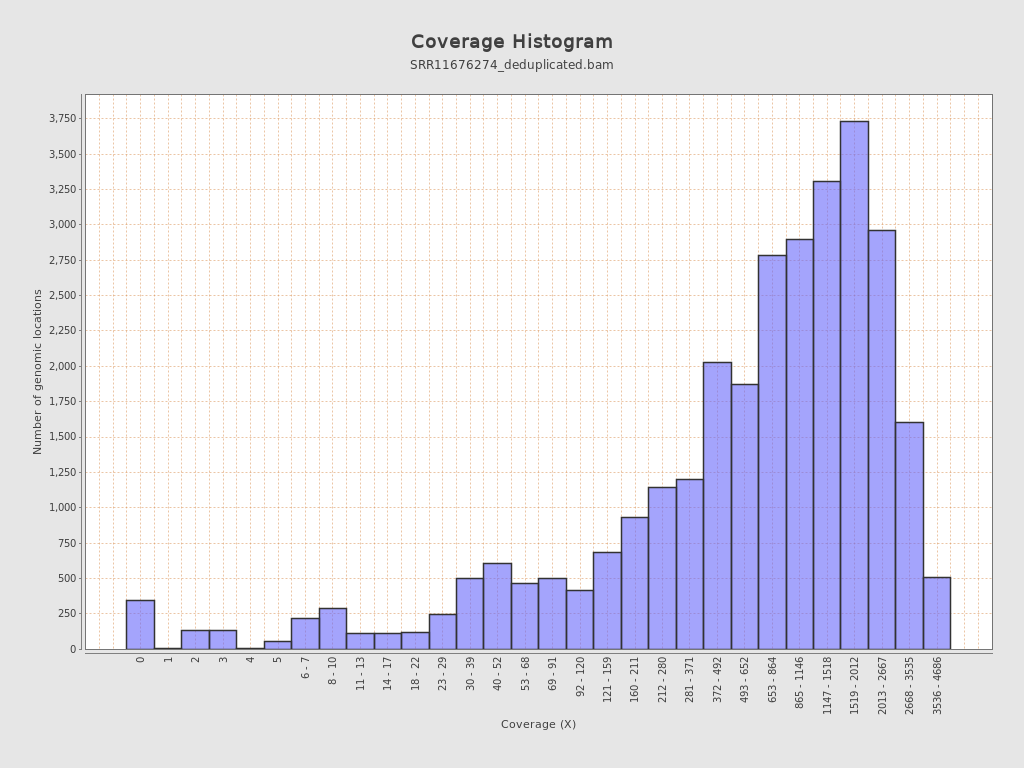 Coverage Histogram
SRR11676274_deduplicated.bam
Number of genomic locations
3,750
3,500
3,250
3,000
2,750
2,500
2,250
2,000
1,750
1,500
1,250
1,000
750
500
250
0
0
1
2
3
4
5
6 - 7
8 - 10
11 - 13
14 - 17
18 - 22
23 - 29
30 - 39
40 - 52
53 - 68
69 - 91
92 - 120
121 - 159
160 - 211
212 - 280
281 - 371
372 - 492
493 - 652
653 - 864
865 - 1146
1147 - 1518
1519 - 2012
2013 - 2667
2668 - 3535
3536 - 4686
Coverage (X)